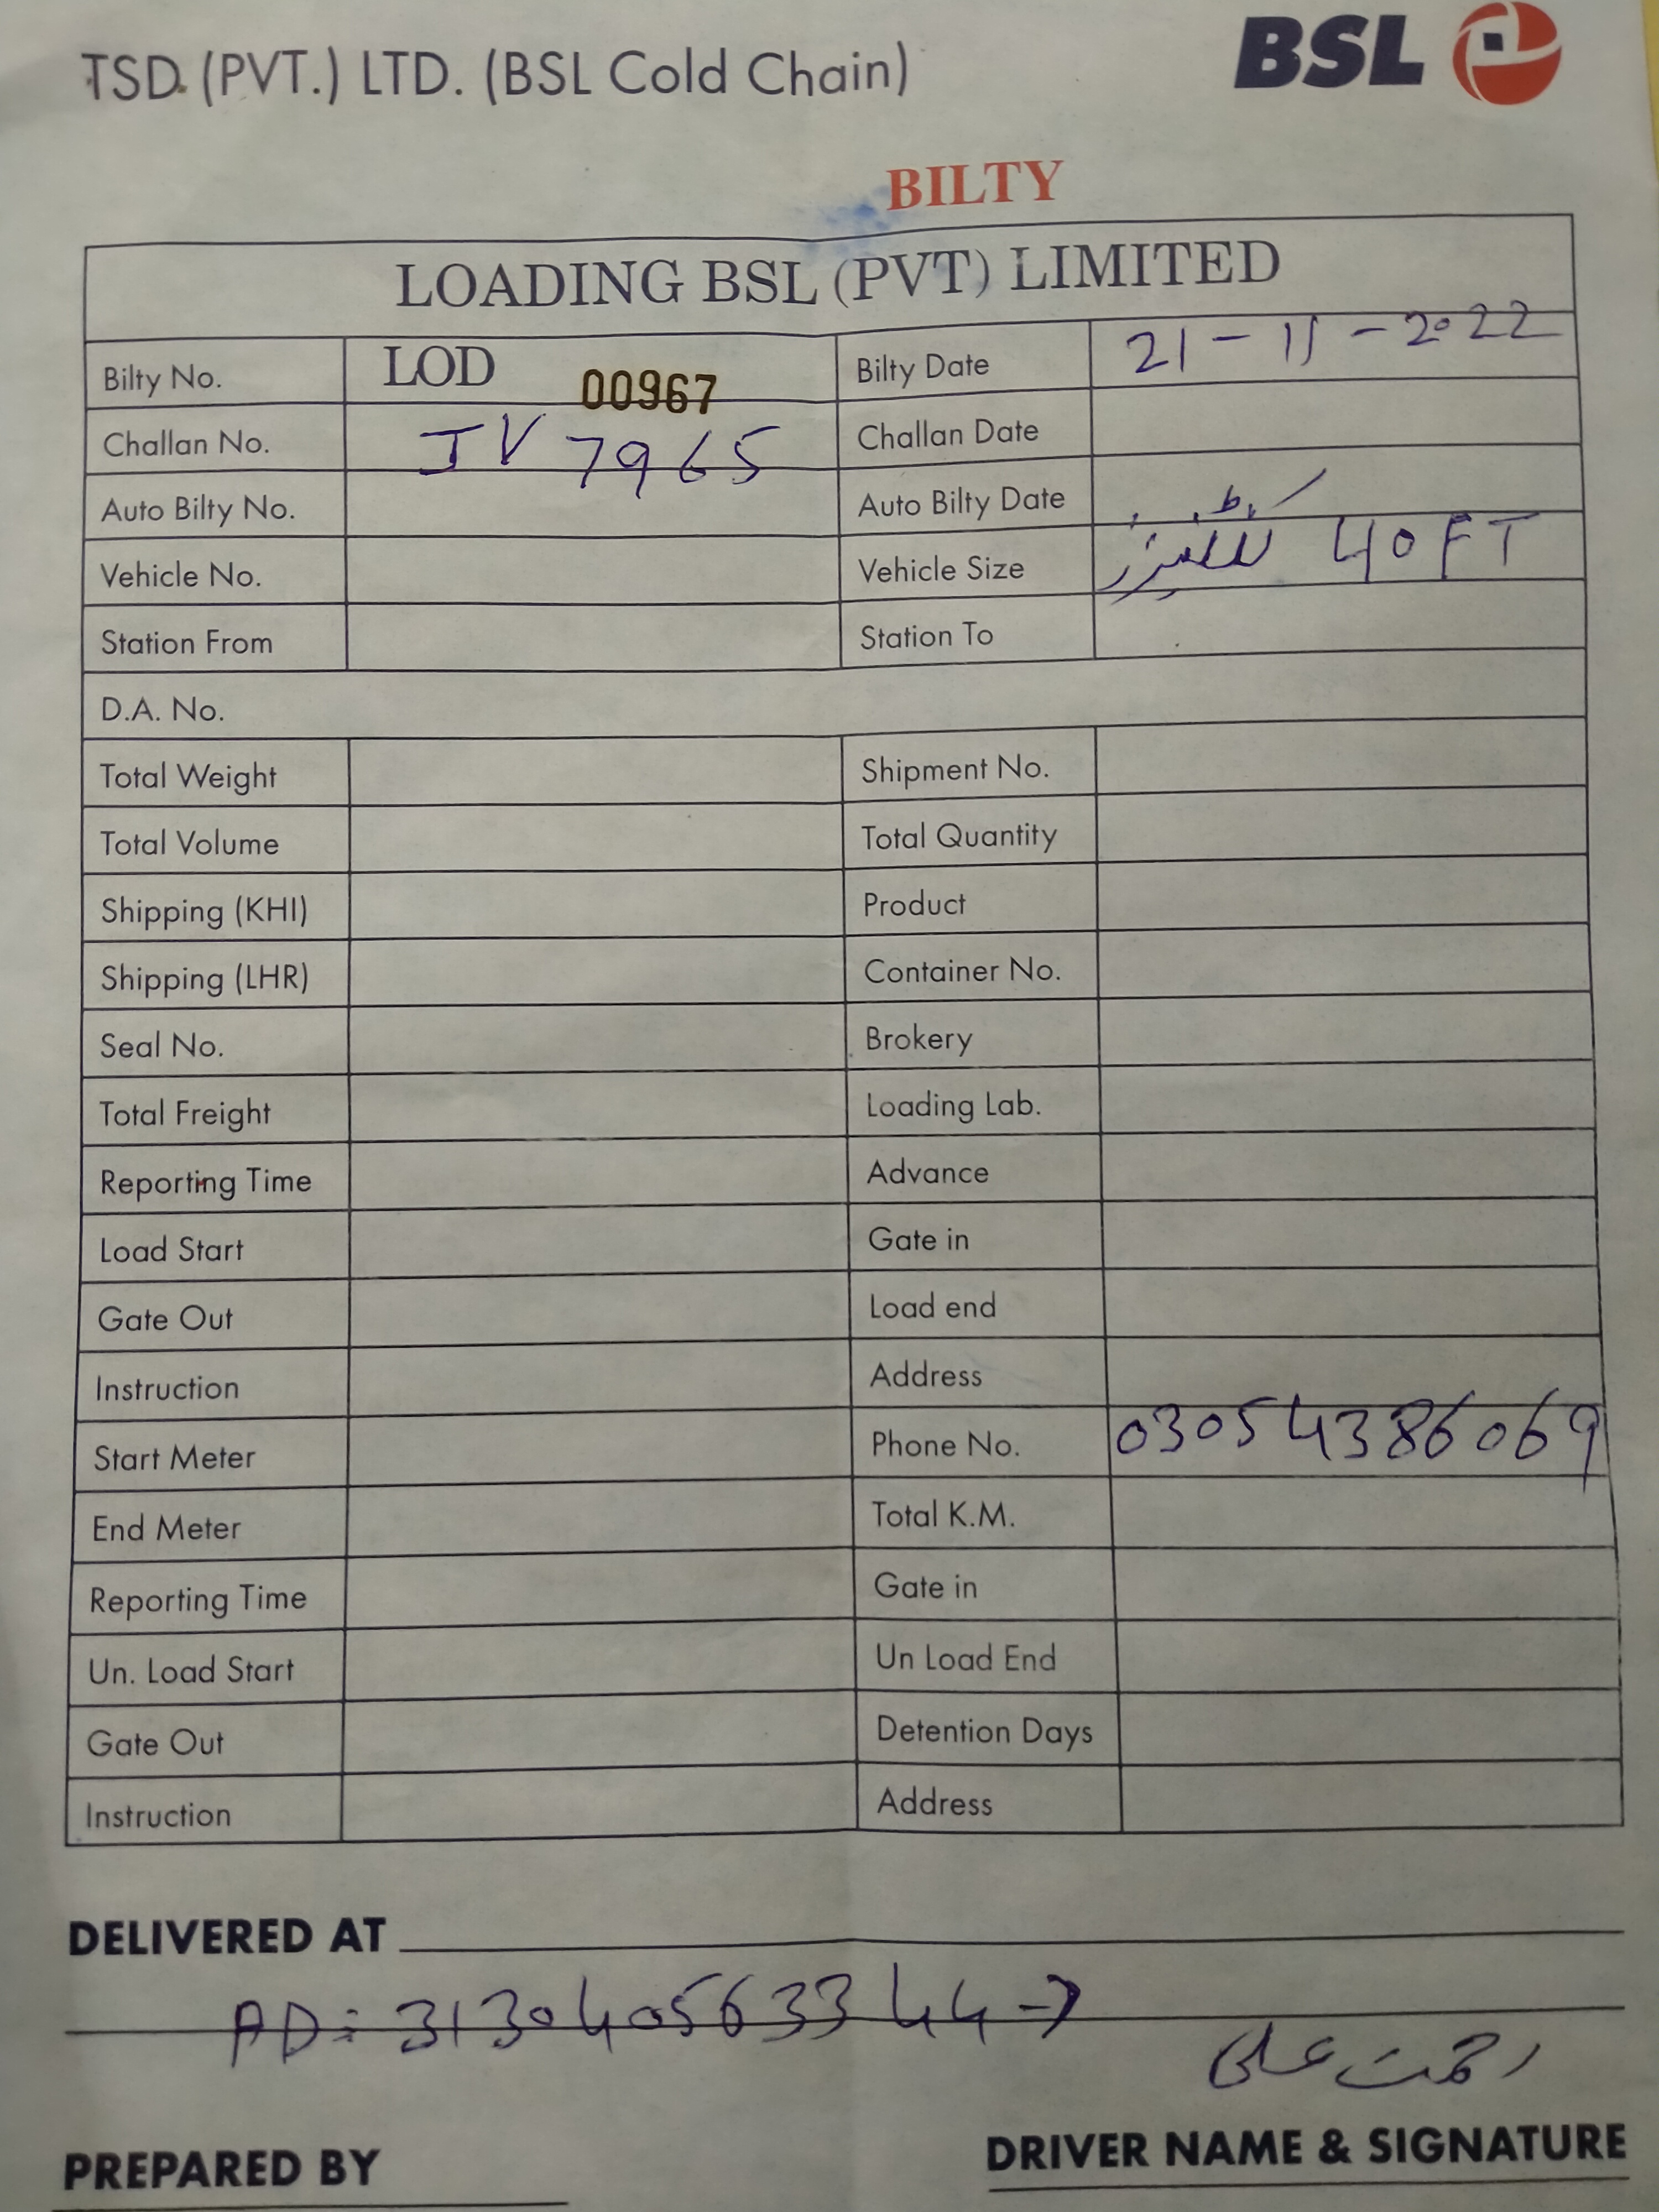 TSD. (PVT.) LTD. (BSL Cold Chain) BSL
BILTY
LOADING BSL (PVT) LIMITED
Bilty No. LOD 00967 Bilty Date 21-11-2022
Challan No. JV 7965 Challan Date
Auto Bilty No. Auto Bilty Date
Vehicle No. Vehicle Size 40FT
Station From Station To
D.A. No.
Total Weight Shipment No.
Total Volume Total Quantity
Shipping (KHI) Product
Shipping (LHR) Container No.
Seal No. Brokery
Total Freight Loading Lab.
Reporting Time Advance
Load Start Gate in
Gate Out Load end
Instruction Address
Start Meter Phone No. 03054386069
End Meter Total K.M.
Reporting Time Gate in
Un. Load Start Un Load End
Gate Out Detention Days
Instruction Address
DELIVERED AT
AD: 313040563344-7
رحمت علی
PREPARED BY DRIVER NAME & SIGNATURE